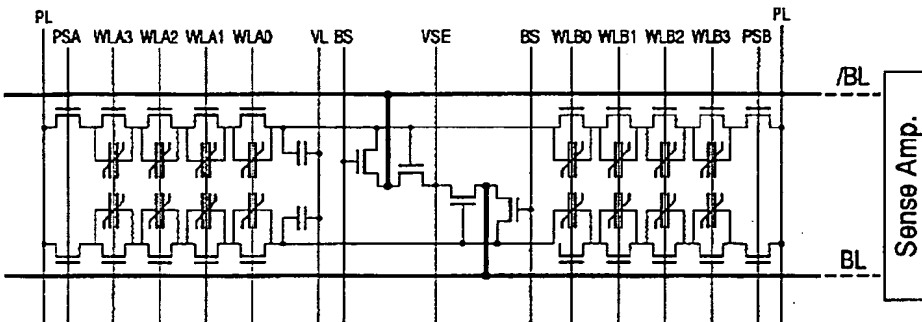 PL PL
PSA WLA3 WLA2 WLA1 WLA0 VL BS VSE BS WLB0 WLB1 WLB2 WLB3 PSB
/BL
BL
Sense Amp.